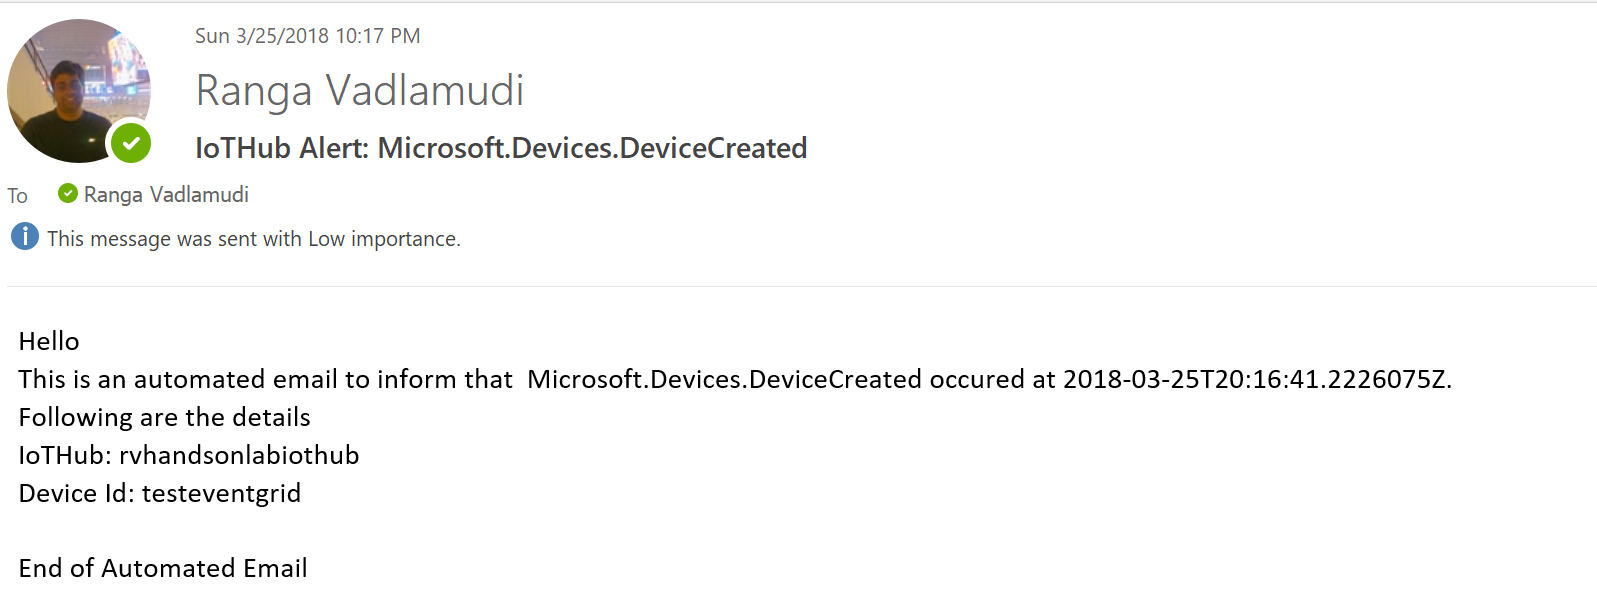 Sun 3/25/2018 10:17 PM
Ranga Vadlamudi
IoTHub Alert: Microsoft.Devices.DeviceCreated
To Ranga Vadlamudi
This message was sent with Low importance.
Hello
This is an automated email to inform that  Microsoft.Devices.DeviceCreated occured at 2018-03-25T20:16:41.2226075Z.
Following are the details
IoTHub: rvhandsonlabiothub
Device Id: testeventgrid
End of Automated Email